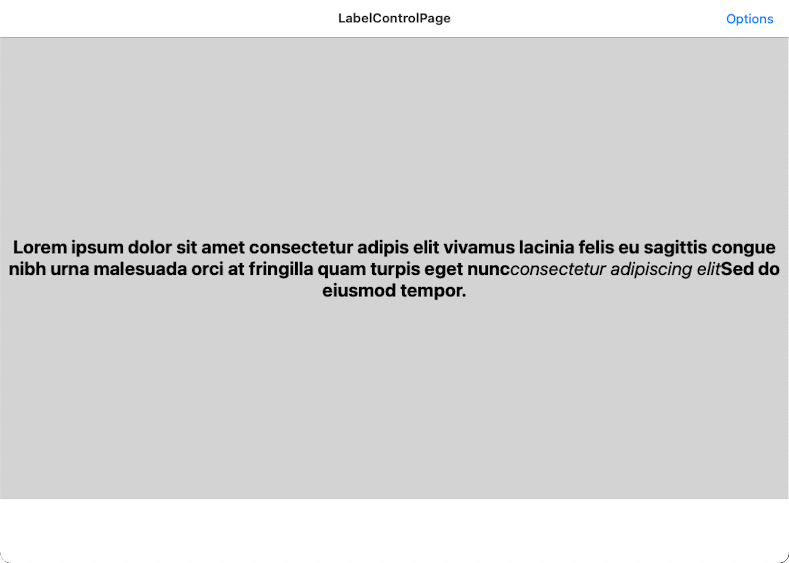 LabelControlPage
Options
Lorem ipsum dolor sit amet consectetur adipis elit vivamus lacinia felis eu sagittis congue
nibh urna malesuada orci at fringilla quam turpis eget nuncconsectetur adipiscing elitSed do
eiusmod tempor.